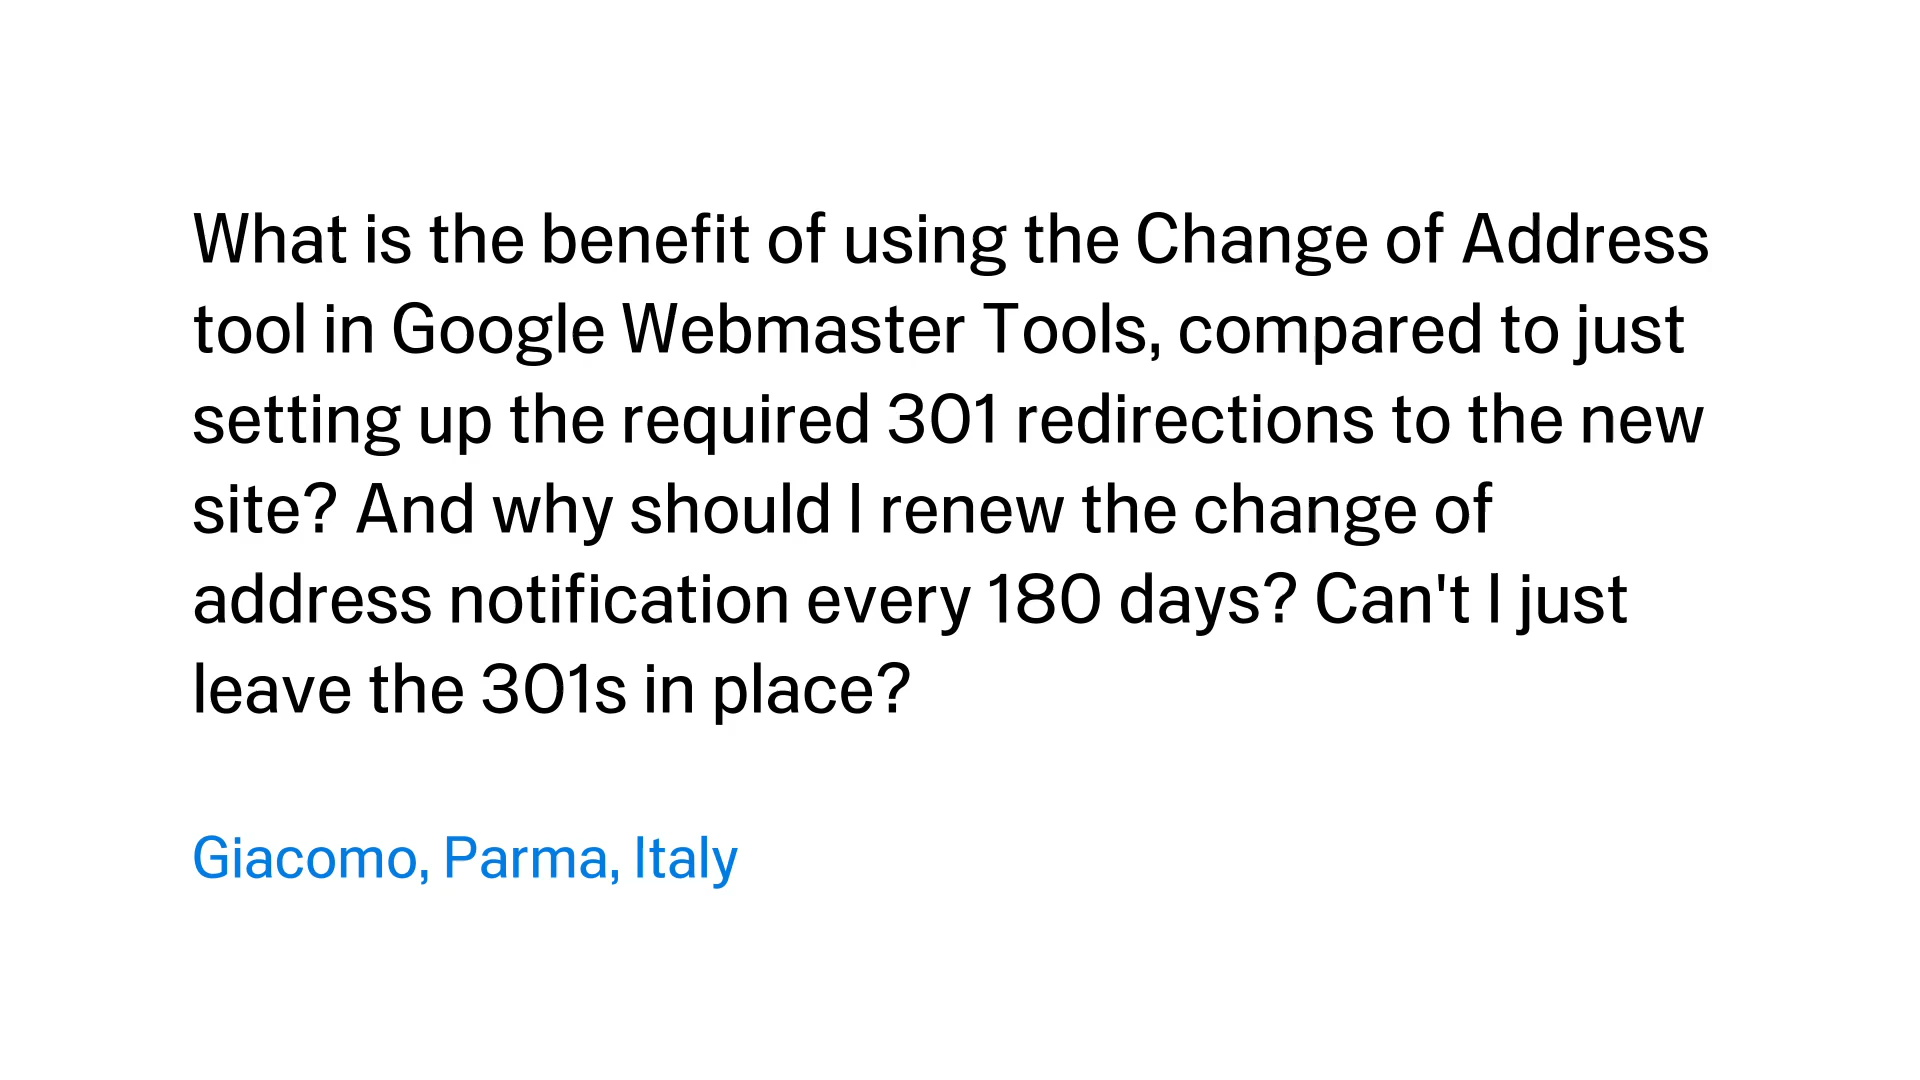 What is the benefit of using the Change of Address
tool in Google Webmaster Tools, compared to just
setting up the required 301 redirections to the new
site? And why should I renew the change of
address notification every 180 days? Can't I just
leave the 301s in place?
Giacomo, Parma, Italy